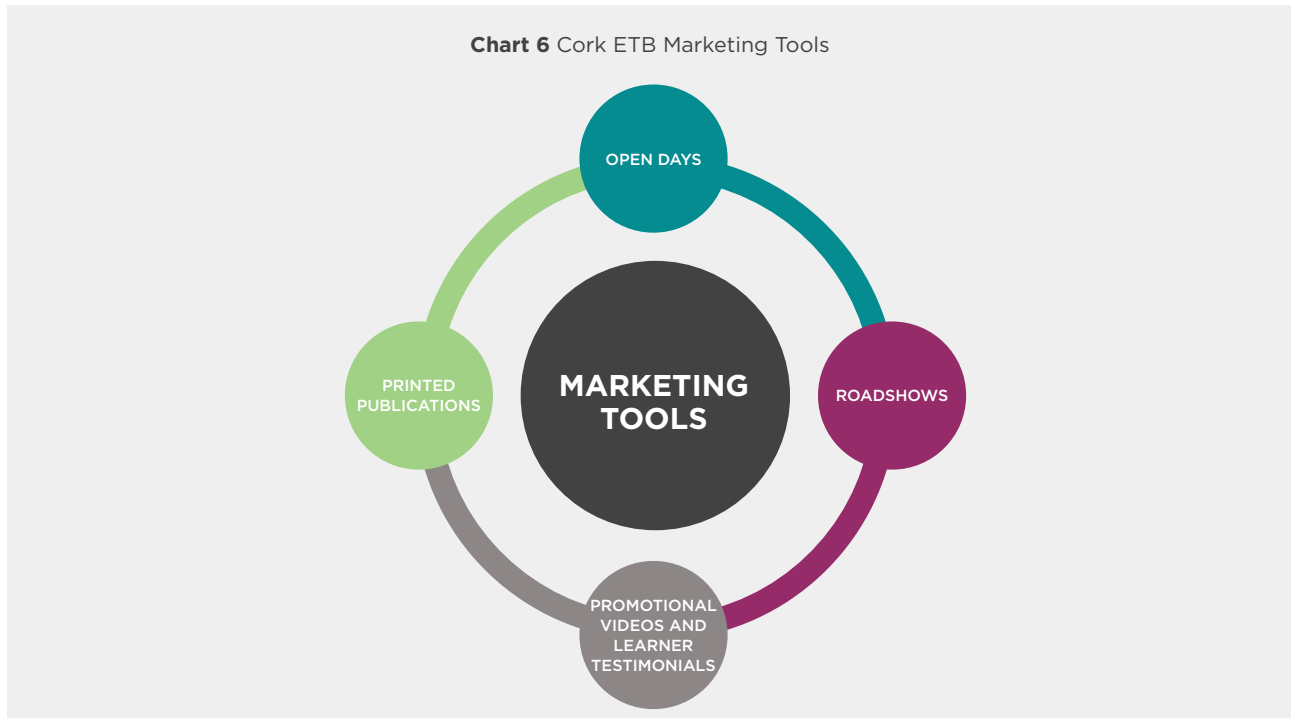 Chart 6 Cork ETB Marketing Tools
OPEN DAYS
PRINTED
PUBLICATIONS
MARKETING
TOOLS
ROADSHOWS
PROMOTIONAL
VIDEOS AND
LEARNER
TESTIMONIALS